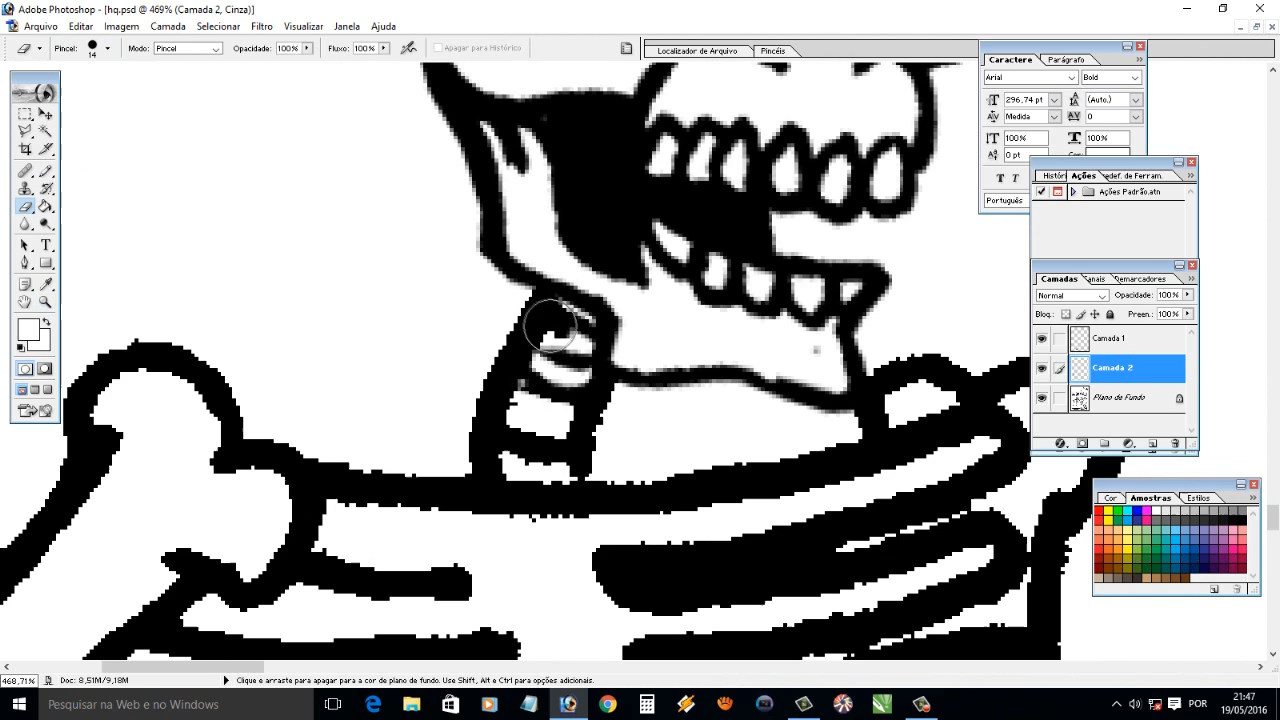 Adobe Photoshop - [hq.psd @ 469% (Camada 2, Cinza)]
Arquivo Editar Imagem Camada Selecionar Filtro Visualizar Janela Ajuda
Pincel: 14 Modo: Pincel Opacidade: 100% Fluxo: 100% Apagar para Histórico
Localizador de Arquivo Pincéis
Caractere Parágrafo
Arial Bold
296,74 pt (Auto.)
Medida 0
100% 100%
0 pt
T T
Português
Históri Ações
Ações Padrão.atn
Camadas
Normal Opacidade: 100%
Bloq.: Preen.: 100%
Camada 1
Camada 2
Plano de Fundo
Cor Amostras Estilos
468,71% Doc: 8,51M/9,18M Clique e arraste para apagar para a cor de plano de fundo. Use Shift, Alt e Ctrl para opções adicionais.
Pesquisar na Web e no Windows
POR
21:47
19/05/2016